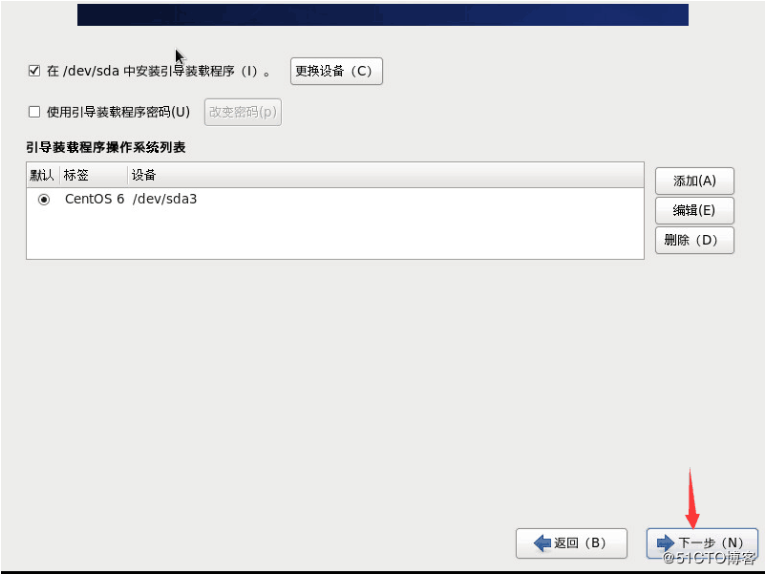 在 /dev/sda 中安装引导装载程序（I）。 更换设备（C）
使用引导装载程序密码(U) 改变密码(p)
引导装载程序操作系统列表
默认 标签 设备
CentOS 6 /dev/sda3
添加(A)
编辑(E)
删除（D）
返回（B） 下一步（N）
@51CTO博客